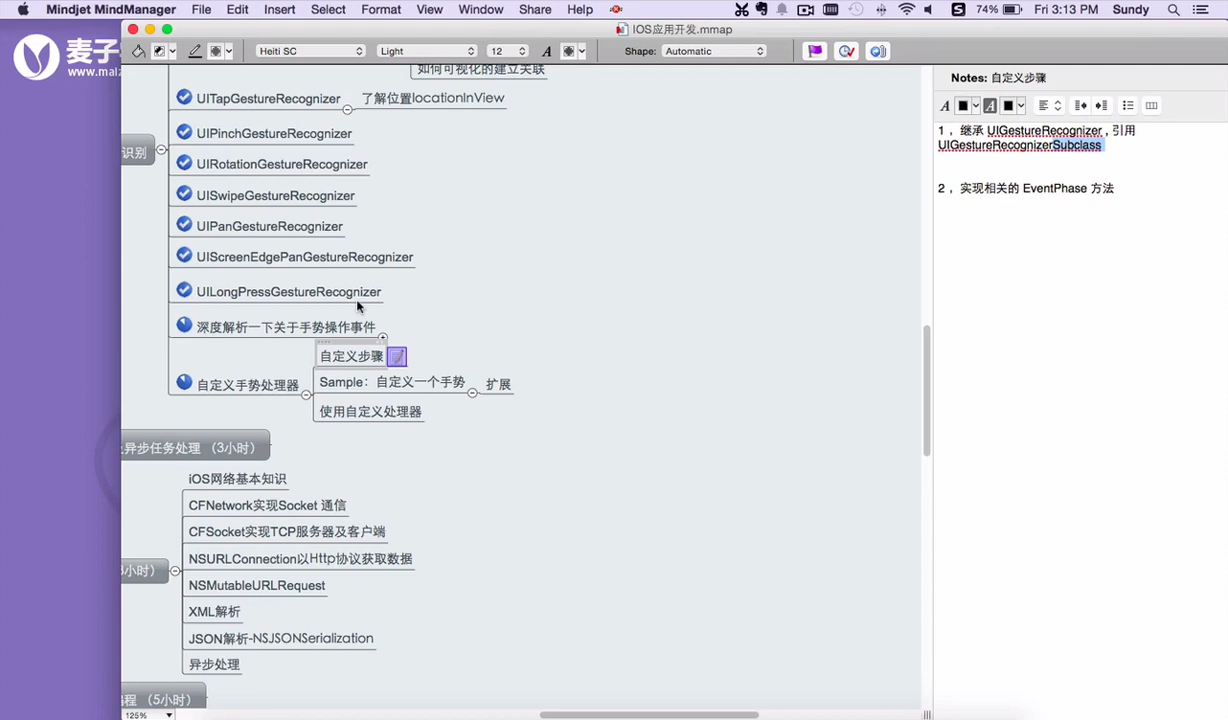 Mindjet MindManager File Edit Insert Select Format View Window Share Help 74% Fri 3:13 PM Sundy
IOS应用开发.mmap
麦子
www.maiz
Heiti SC Light 12 A Shape: Automatic
Notes: 自定义步骤
如何可视化的建立关联
UITapGestureRecognizer 了解位置locationInView
UIPinchGestureRecognizer
识别
UIRotationGestureRecognizer
UISwipeGestureRecognizer
UIPanGestureRecognizer
UIScreenEdgePanGestureRecognizer
UILongPressGestureRecognizer
深度解析一下关于手势操作事件
自定义步骤
自定义手势处理器
Sample：自定义一个手势 扩展
使用自定义处理器
异步任务处理 （3小时）
iOS网络基本知识
CFNetwork实现Socket 通信
CFSocket实现TCP服务器及客户端
NSURLConnection以Http协议获取数据
小时）
NSMutableURLRequest
XML解析
JSON解析-NSJSONSerialization
异步处理
编程 （5小时）
125%
1， 继承 UIGestureRecognizer , 引用
UIGestureRecognizerSubclass
2， 实现相关的 EventPhase 方法